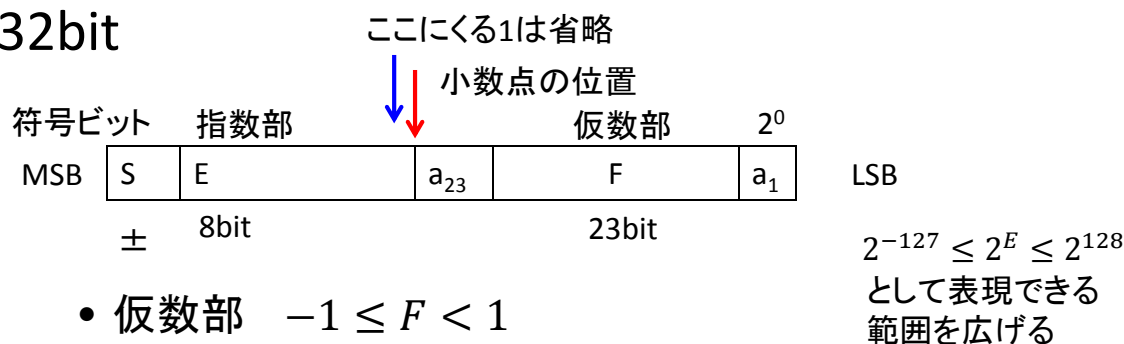 32bit
ここにくる1は省略
小数点の位置
符号ビット 指数部 仮数部 2⁰
MSB S E a₂₃ F a₁ LSB
± 8bit 23bit
2⁻¹²⁷ ≤ 2ᴱ ≤ 2¹²⁸
として表現できる
範囲を広げる
• 仮数部 −1 ≤ F < 1